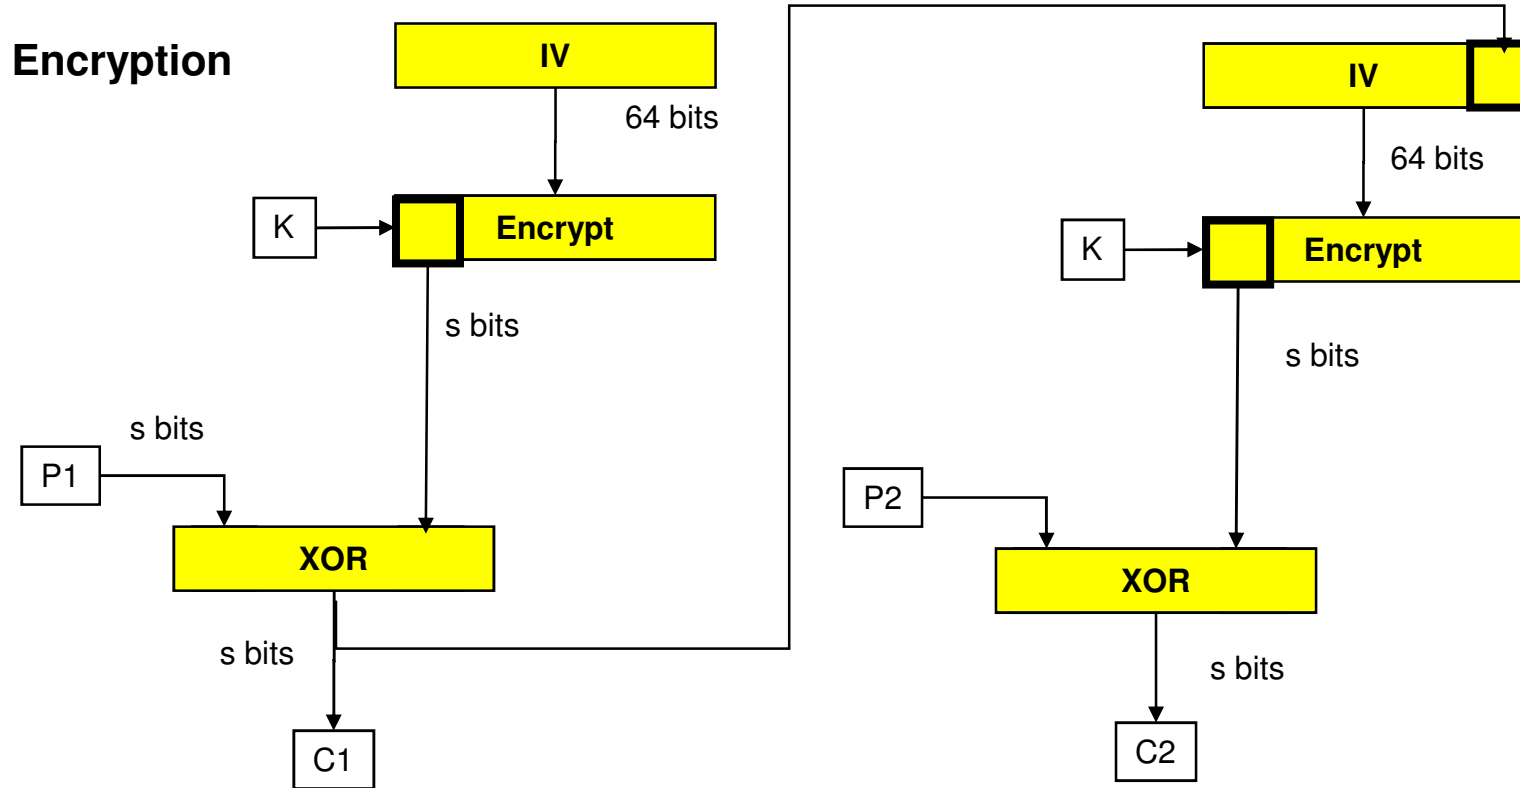 Encryption
IV
64 bits
K
Encrypt
s bits
s bits
P1
XOR
s bits
C1
IV
64 bits
K
Encrypt
s bits
P2
XOR
s bits
C2